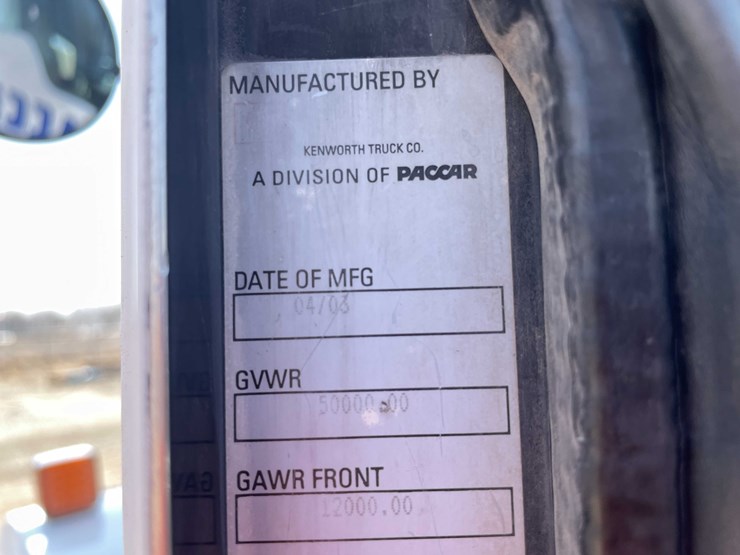 MANUFACTURED BY
KENWORTH TRUCK CO.
A DIVISION OF PACCAR
DATE OF MFG
04/03
GVWR
50000.00
GAWR FRONT
12000.00